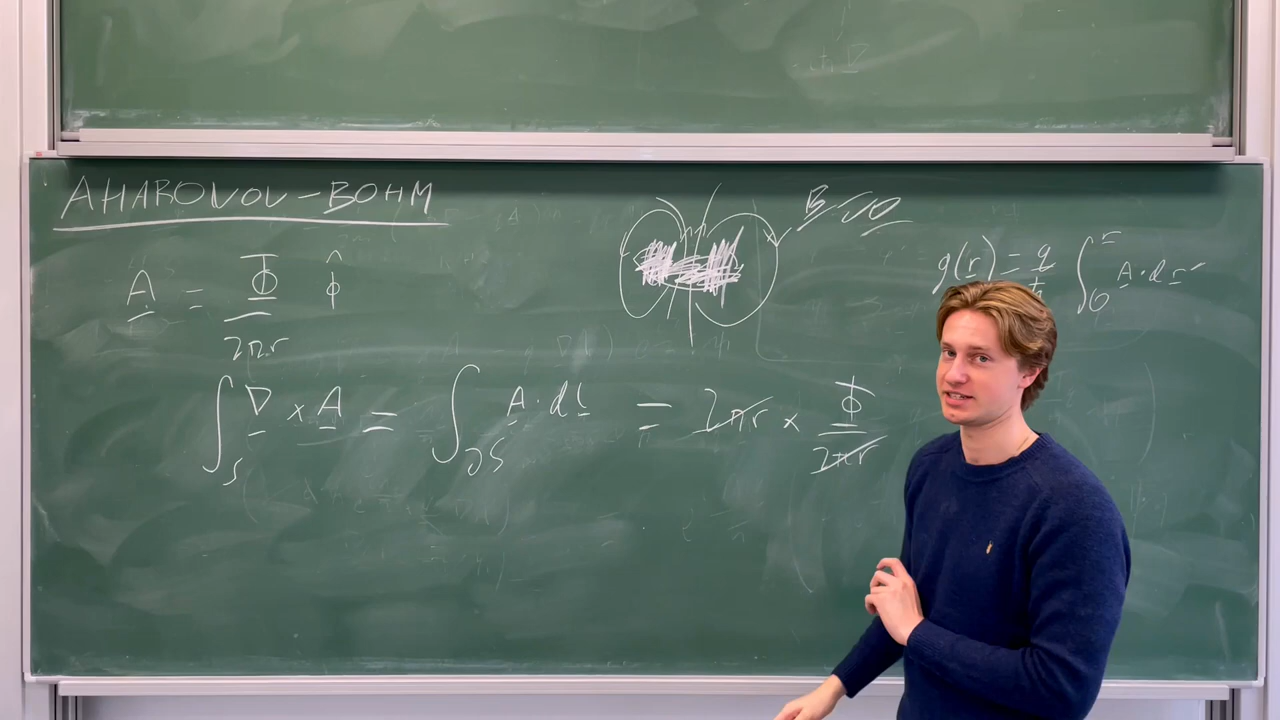 AHARONOV-BOHM
B=0
A = Φ/2πr φ̂
g(r) = q/ħ ∫_O^r A·dr'
∫_S ∇×A = ∫_∂S A·dl = 2πr × Φ/2πr